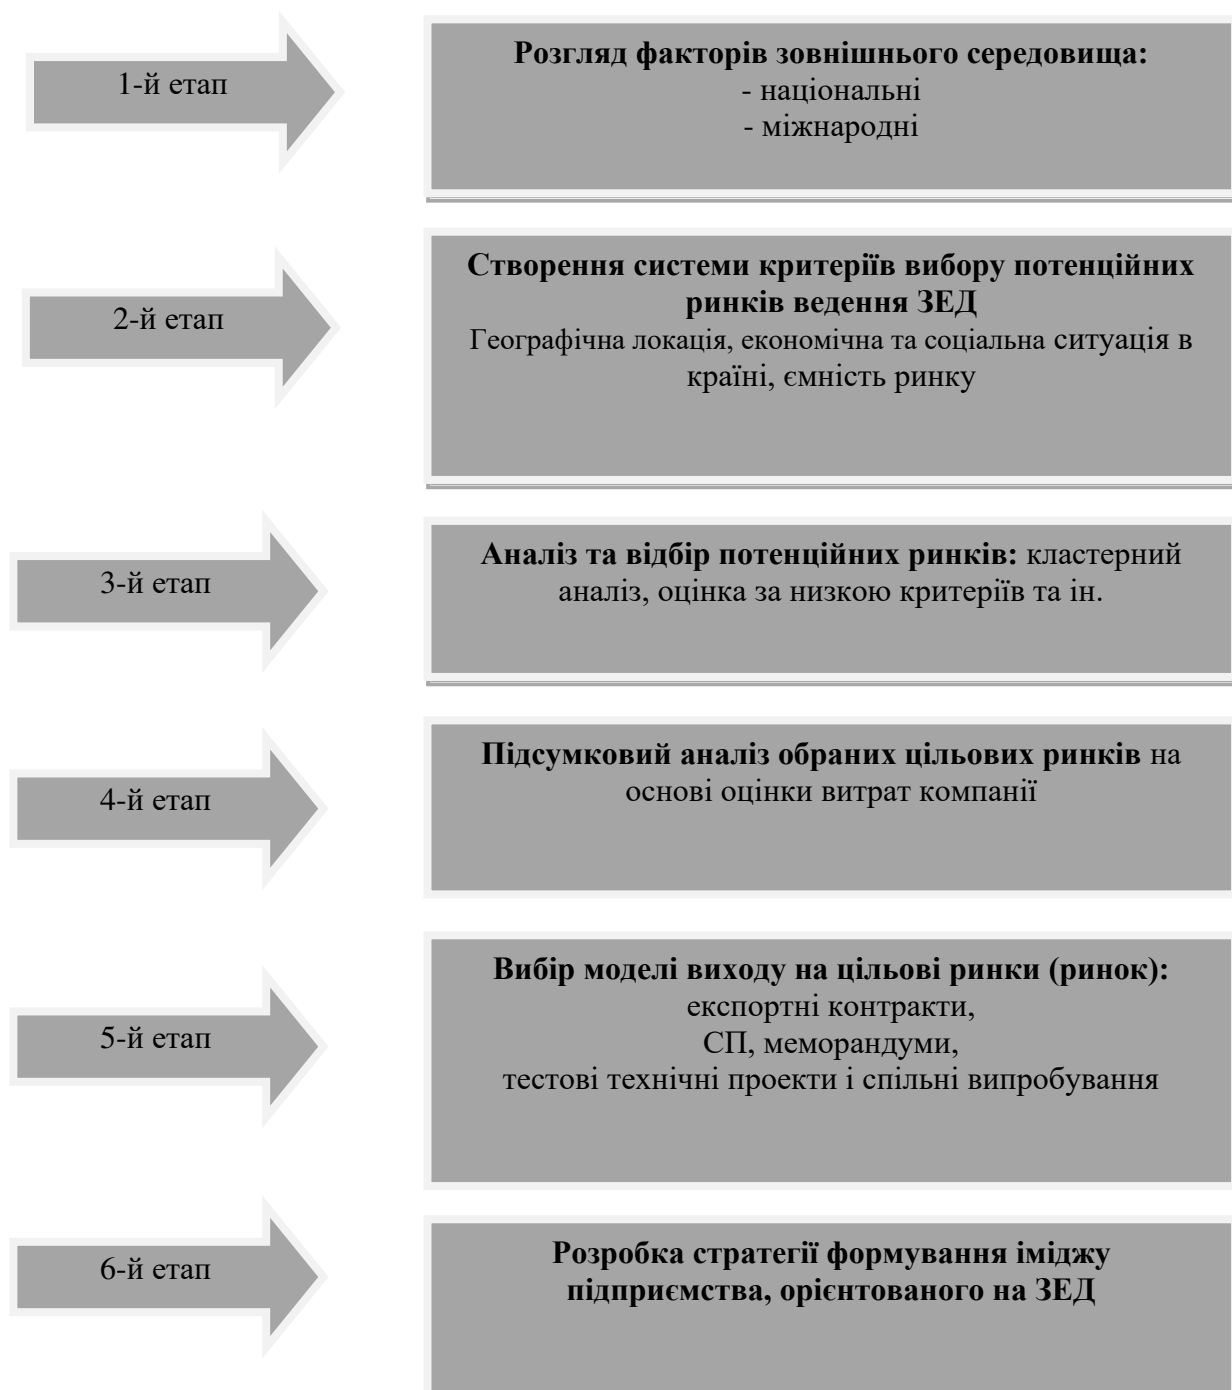 1-й етап
Розгляд факторів зовнішнього середовища:
- національні
- міжнародні
2-й етап
Створення системи критеріїв вибору потенційних
ринків ведення ЗЕД
Географічна локація, економічна та соціальна ситуація в
країні, ємність ринку
3-й етап
Аналіз та відбір потенційних ринків: кластерний
аналіз, оцінка за низкою критеріїв та ін.
4-й етап
Підсумковий аналіз обраних цільових ринків на
основі оцінки витрат компанії
5-й етап
Вибір моделі виходу на цільові ринки (ринок):
експортні контракти,
СП, меморандуми,
тестові технічні проекти і спільні випробування
6-й етап
Розробка стратегії формування іміджу
підприємства, орієнтованого на ЗЕД